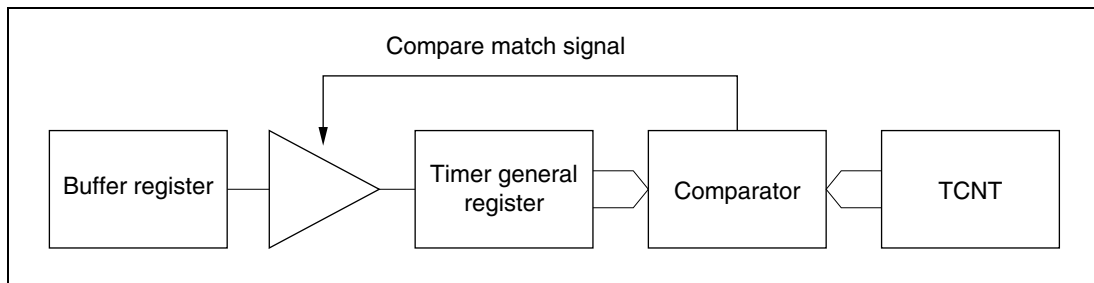 Compare match signal
Buffer register
Timer general
register
Comparator
TCNT